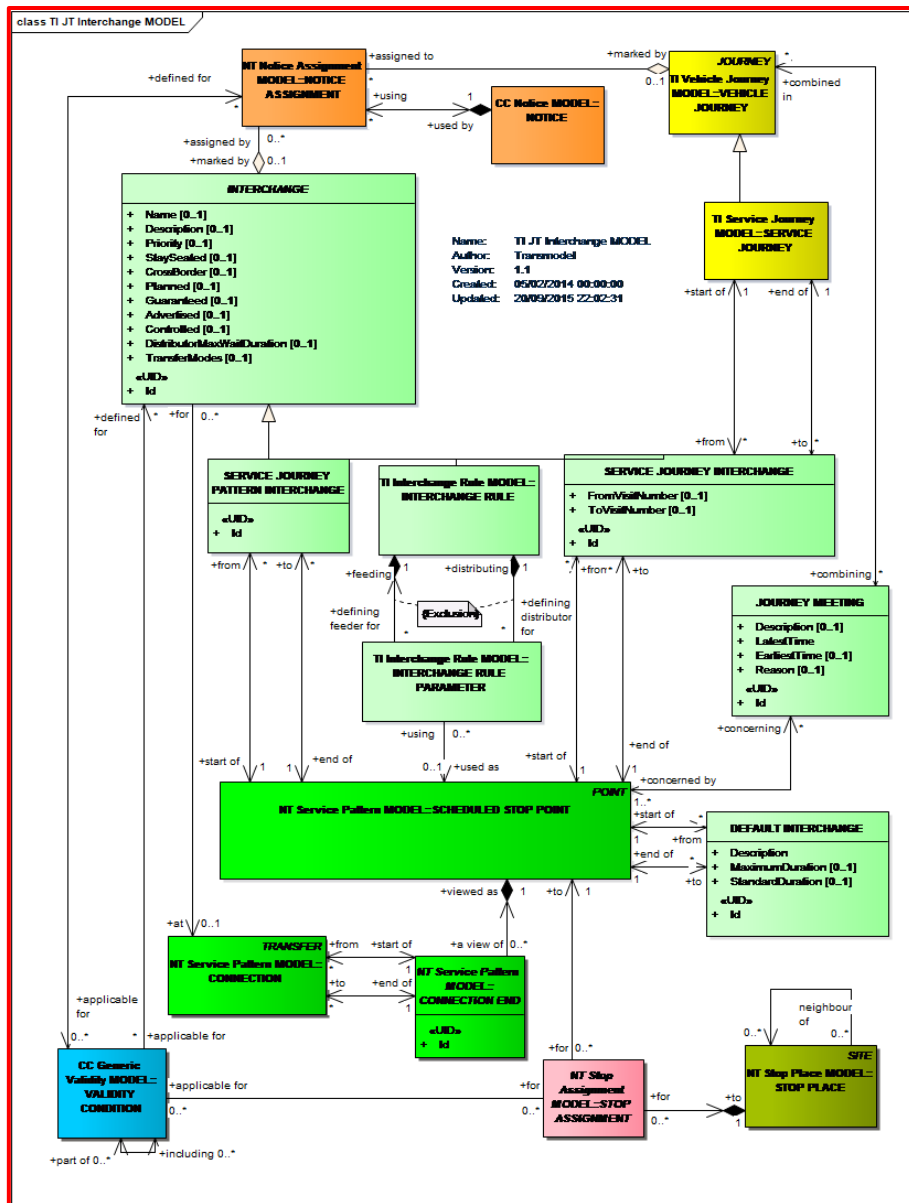 class TI JT Interchange MODEL
+defined for
*
NT Notice Assignment
MODEL::NOTICE
ASSIGNMENT
+assigned to
*
+marked by
0..1
JOURNEY
TI Vehicle Journey
MODEL::VEHICLE
JOURNEY
*
+combined
in
+using
*
1
+used by
CC Notice MODEL::
NOTICE
+assigned by
0..*
+marked by
0..1
INTERCHANGE
+ Name [0..1]
+ Description [0..1]
+ Priority [0..1]
+ StaySeated [0..1]
+ CrossBorder [0..1]
+ Planned [0..1]
+ Guaranteed [0..1]
+ Advertised [0..1]
+ Controlled [0..1]
+ DistributorMaxWaitDuration [0..1]
+ TransferModes [0..1]
«UID»
+ Id
Name: TI JT Interchange MODEL
Author: Transmodel
Version: 1.1
Created: 05/02/2014 00:00:00
Updated: 20/09/2015 22:02:31
TI Service Journey
MODEL::SERVICE
JOURNEY
+start of
1
+end of
1
+defined
for
*
+for
0..*
+from
*
+to
*
SERVICE JOURNEY
PATTERN INTERCHANGE
«UID»
+ Id
TI Interchange Rule MODEL::
INTERCHANGE RULE
SERVICE JOURNEY INTERCHANGE
+ FromVisitNumber [0..1]
+ ToVisitNumber [0..1]
«UID»
+ Id
+from
*
+to
*
+feeding
1
+distributing
1
*
+from
*
+to
+combining
*
+defining
feeder for
*
{Exclusion}
+defining
distributor
for
*
JOURNEY MEETING
+ Description [0..1]
+ LatestTime
+ EarliestTime [0..1]
+ Reason [0..1]
«UID»
+ Id
TI Interchange Rule MODEL::
INTERCHANGE RULE
PARAMETER
+concerning
*
+using
0..*
+start of
1
+end of
1
0..1
+used as
+start of
1
+end of
1
+concerned by
1..*
POINT
NT Service Pattern MODEL::SCHEDULED STOP POINT
+start of
1
*
+from
+end of
1
*
+to
DEFAULT INTERCHANGE
+ Description
+ MaximumDuration [0..1]
+ StandardDuration [0..1]
«UID»
+ Id
+viewed as
1
+to
1
+at
0..1
+a view of
0..*
TRANSFER
NT Service Pattern MODEL::
CONNECTION
+from
*
+start of
1
+to
*
+end of
1
NT Service Pattern
MODEL::
CONNECTION END
«UID»
+ Id
+applicable
for
0..*
*
+applicable for
neighbour
of
0..*
0..*
+for
0..*
CC Generic
Validity MODEL::
VALIDITY
CONDITION
+applicable for
0..*
+for
0..*
NT Stop
Assignment
MODEL::STOP
ASSIGNMENT
+for
0..*
+to
1
SITE
NT Stop Place MODEL::
STOP PLACE
+part of 0..*
+including 0..*